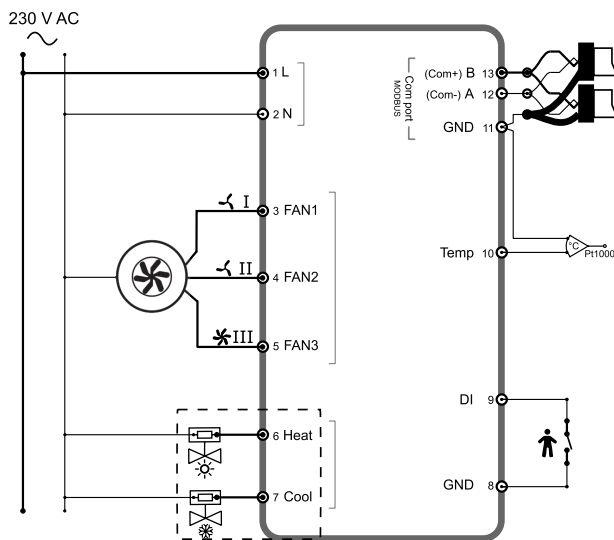 230 V AC
1 L
2 N
I
3 FAN1
II
4 FAN2
III
5 FAN3
6 Heat
7 Cool
Com port
MODBUS
(Com+) B 13
(Com-) A 12
GND 11
°C
Pt1000
Temp 10
DI 9
GND 8